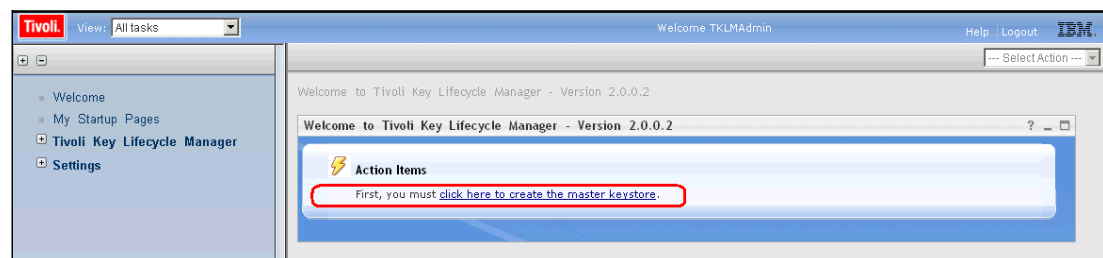 Tivoli. View: All tasks Welcome TKLMAdmin Help Logout IBM.
--- Select Action ---
Welcome
My Startup Pages
Tivoli Key Lifecycle Manager
Settings
Welcome to Tivoli Key Lifecycle Manager - Version 2.0.0.2
Welcome to Tivoli Key Lifecycle Manager - Version 2.0.0.2 ?
Action Items
First, you must click here to create the master keystore.